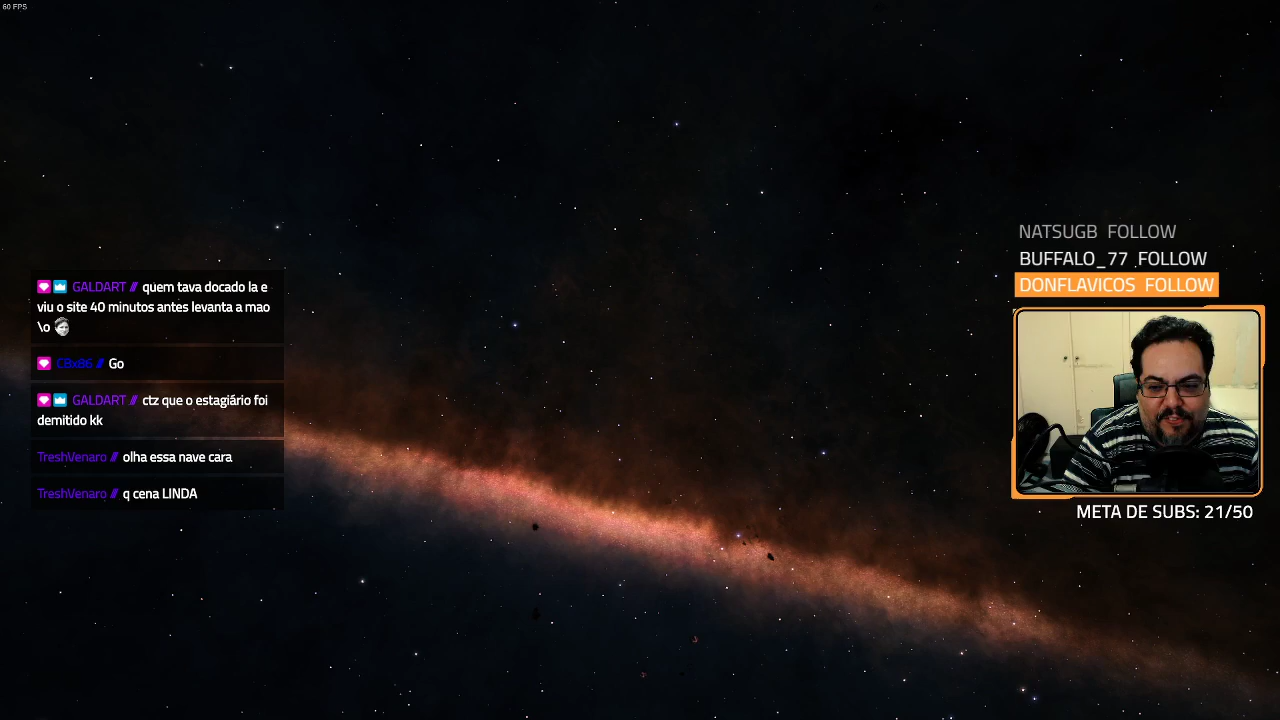 60 FPS
NATSUGB FOLLOW
BUFFALO_77 FOLLOW
DONFLAVICOS FOLLOW
GALDART // quem tava docado la e
viu o site 40 minutos antes levanta a mao
\o
CBx86 // Go
GALDART // ctz que o estagiário foi
demitido kk
TreshVenaro // olha essa nave cara
TreshVenaro // q cena LINDA
META DE SUBS: 21/50